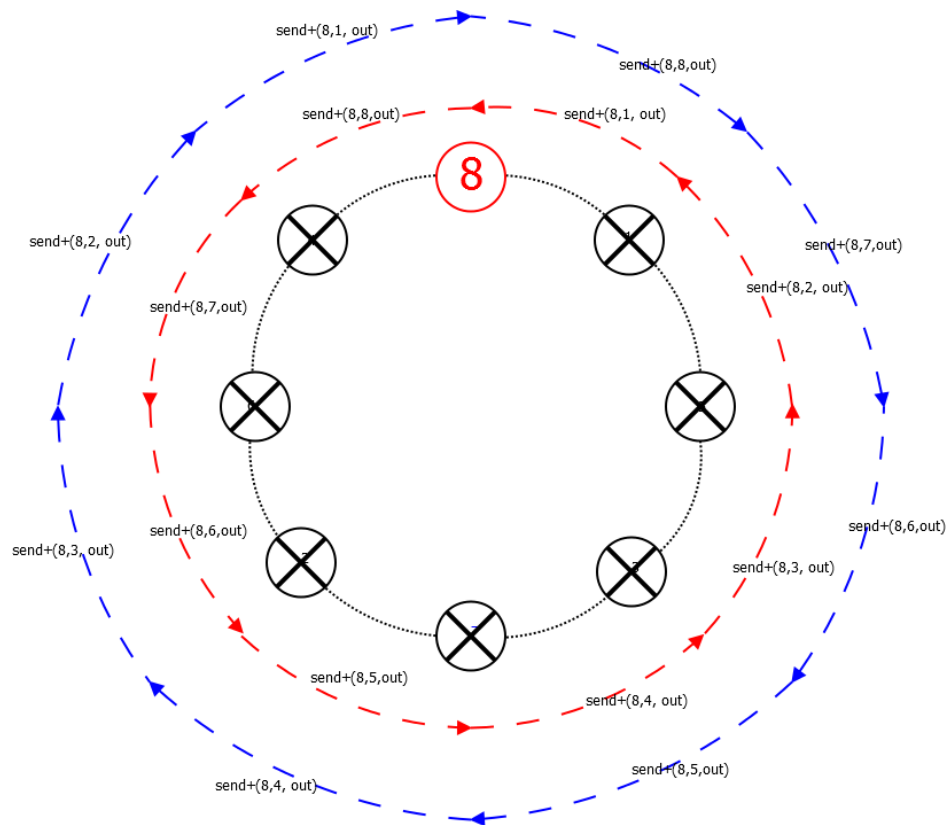 send+(8,1, out)
send+(8,8,out)
send+(8,8,out)
send+(8,1, out)
8
send+(8,2, out)
send+(8,7,out)
send+(8,2, out)
send+(8,7,out)
send+(8,6,out)
send+(8,6,out)
send+(8,3, out)
send+(8,3, out)
send+(8,5,out)
send+(8,4, out)
send+(8,5,out)
send+(8,4, out)